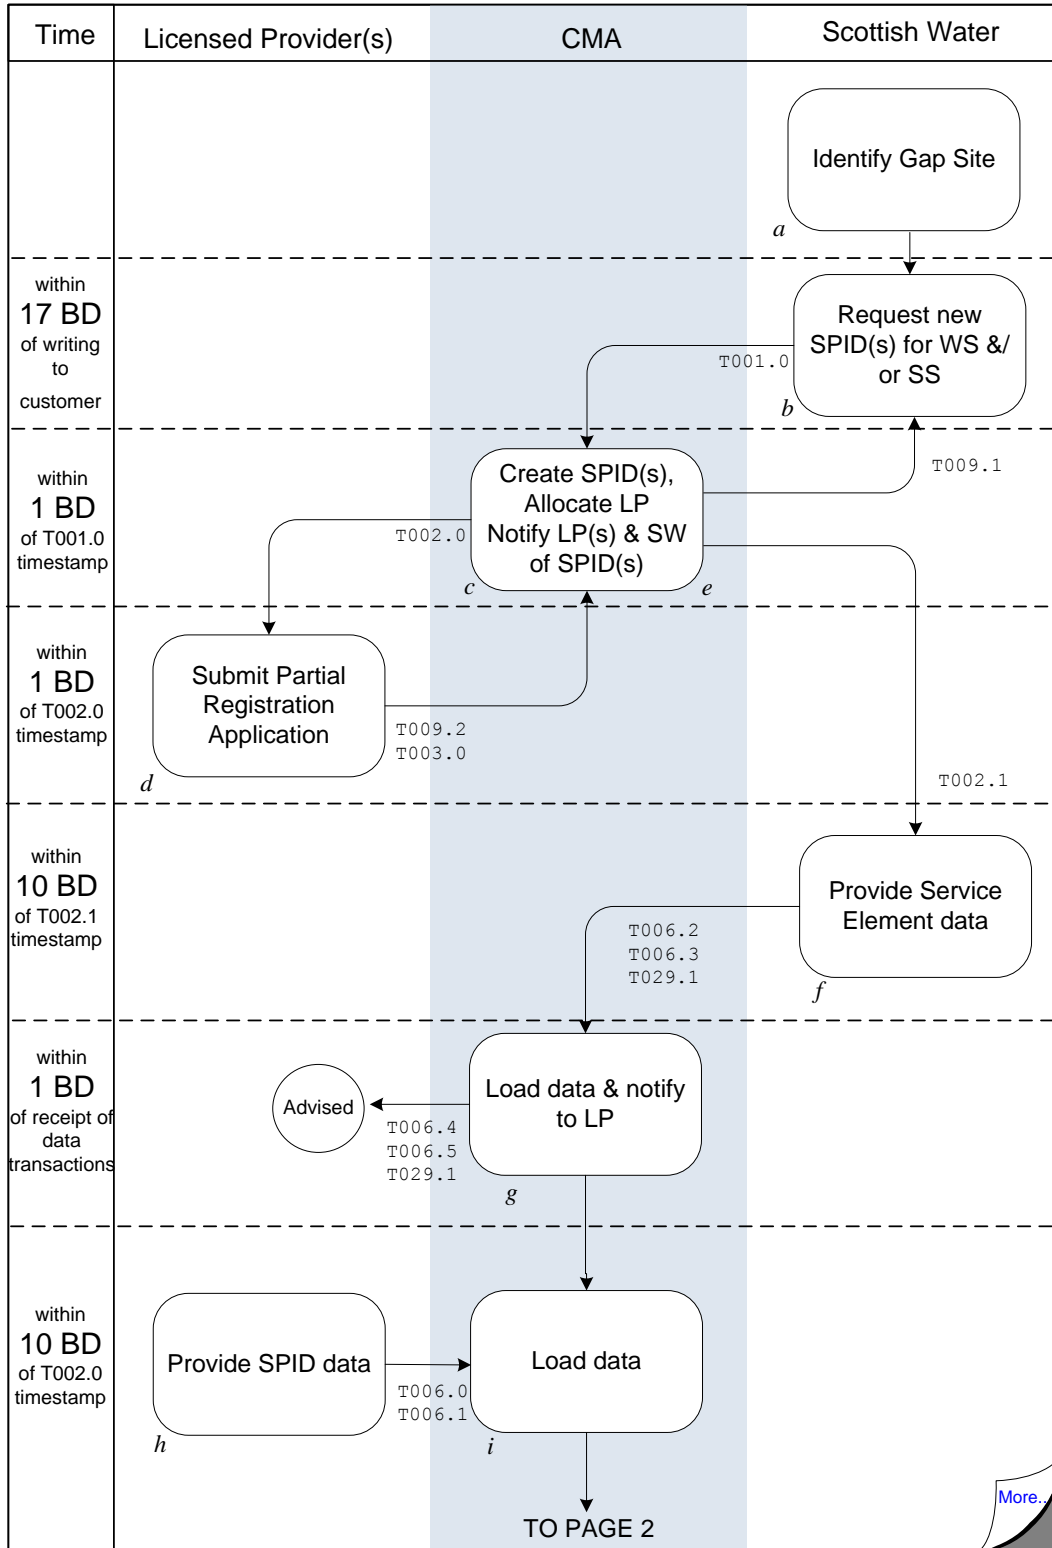 Time
Licensed Provider(s)
CMA
Scottish Water
Identify Gap Site
a
within
17 BD
of writing
to
customer
Request new
SPID(s) for WS &/
or SS
T001.0
b
within
1 BD
of T001.0
timestamp
Create SPID(s),
Allocate LP
Notify LP(s) & SW
of SPID(s)
T002.0
c
e
T009.1
within
1 BD
of T002.0
timestamp
Submit Partial
Registration
Application
T009.2
T003.0
d
T002.1
within
10 BD
of T002.1
timestamp
Provide Service
Element data
T006.2
T006.3
T029.1
f
within
1 BD
of receipt of
data
transactions
Advised
Load data & notify
to LP
T006.4
T006.5
T029.1
g
within
10 BD
of T002.0
timestamp
Provide SPID data
Load data
T006.0
T006.1
h
i
More..
TO PAGE 2